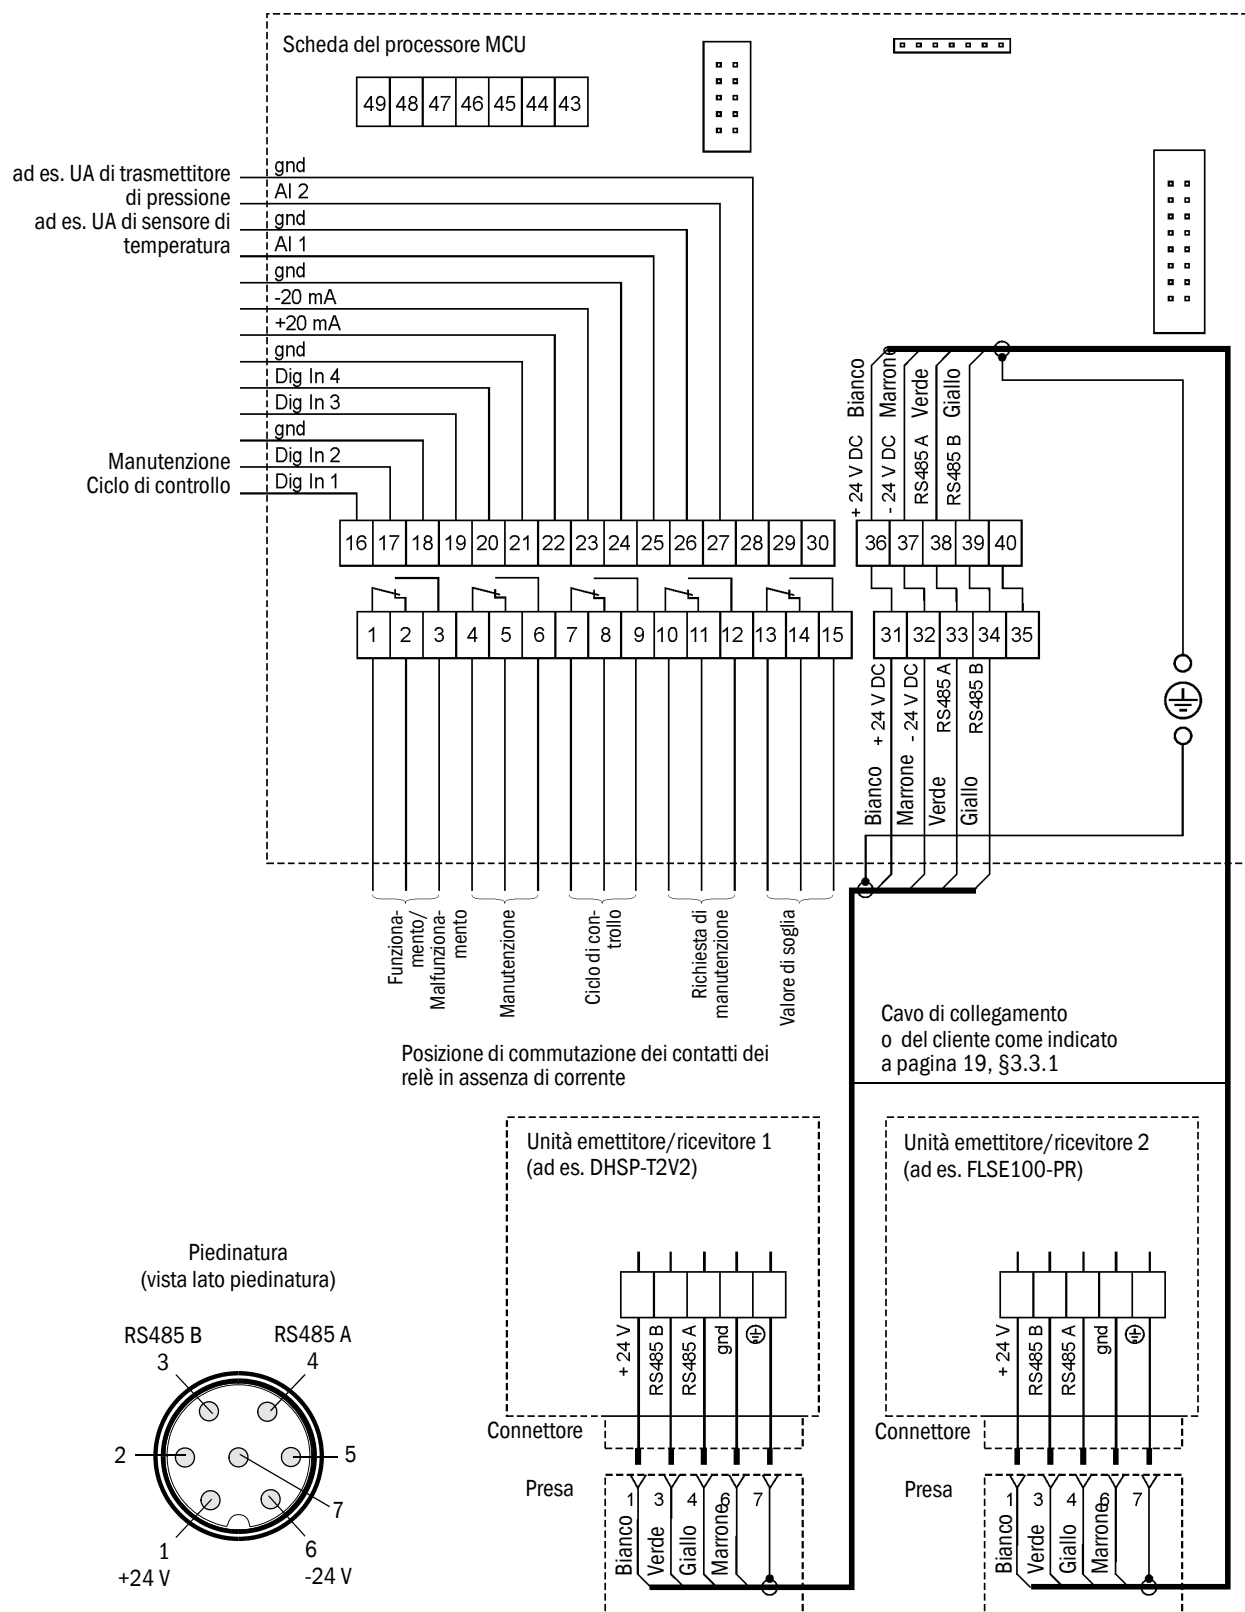 Scheda del processore MCU
49 48 47 46 45 44 43
ad es. UA di trasmettitore
di pressione
ad es. UA di sensore di
temperatura
gnd
AI 2
gnd
AI 1
gnd
-20 mA
+20 mA
gnd
Dig In 4
Dig In 3
gnd
Dig In 2
Dig In 1
Manutenzione
Ciclo di controllo
+ 24 V DC Bianco
- 24 V DC Marrone
RS485 A Verde
RS485 B Giallo
16 17 18 19 20 21 22 23 24 25 26 27 28 29 30
36 37 38 39 40
1 2 3 4 5 6 7 8 9 10 11 12 13 14 15
31 32 33 34 35
Bianco + 24 V DC
Marrone - 24 V DC
Verde RS485 A
Giallo RS485 B
Funziona-
mento/
Malfunziona-
mento
Manutenzione
Ciclo di con-
trollo
Richiesta di
manutenzione
Valore di soglia
Posizione di commutazione dei contatti dei
relè in assenza di corrente
Cavo di collegamento
o del cliente come indicato
a pagina 19, §3.3.1
Unità emettitore/ricevitore 1
(ad es. DHSP-T2V2)
+ 24 V
RS485 B
RS485 A
gnd
Connettore
Presa
1 3 4 6 7
Bianco
Verde
Giallo
Marrone
Unità emettitore/ricevitore 2
(ad es. FLSE100-PR)
+ 24 V
RS485 B
RS485 A
gnd
Connettore
Presa
1 3 4 6 7
Bianco
Verde
Giallo
Marrone
Piedinatura
(vista lato piedinatura)
RS485 B
3
RS485 A
4
2
5
7
1
+24 V
6
-24 V